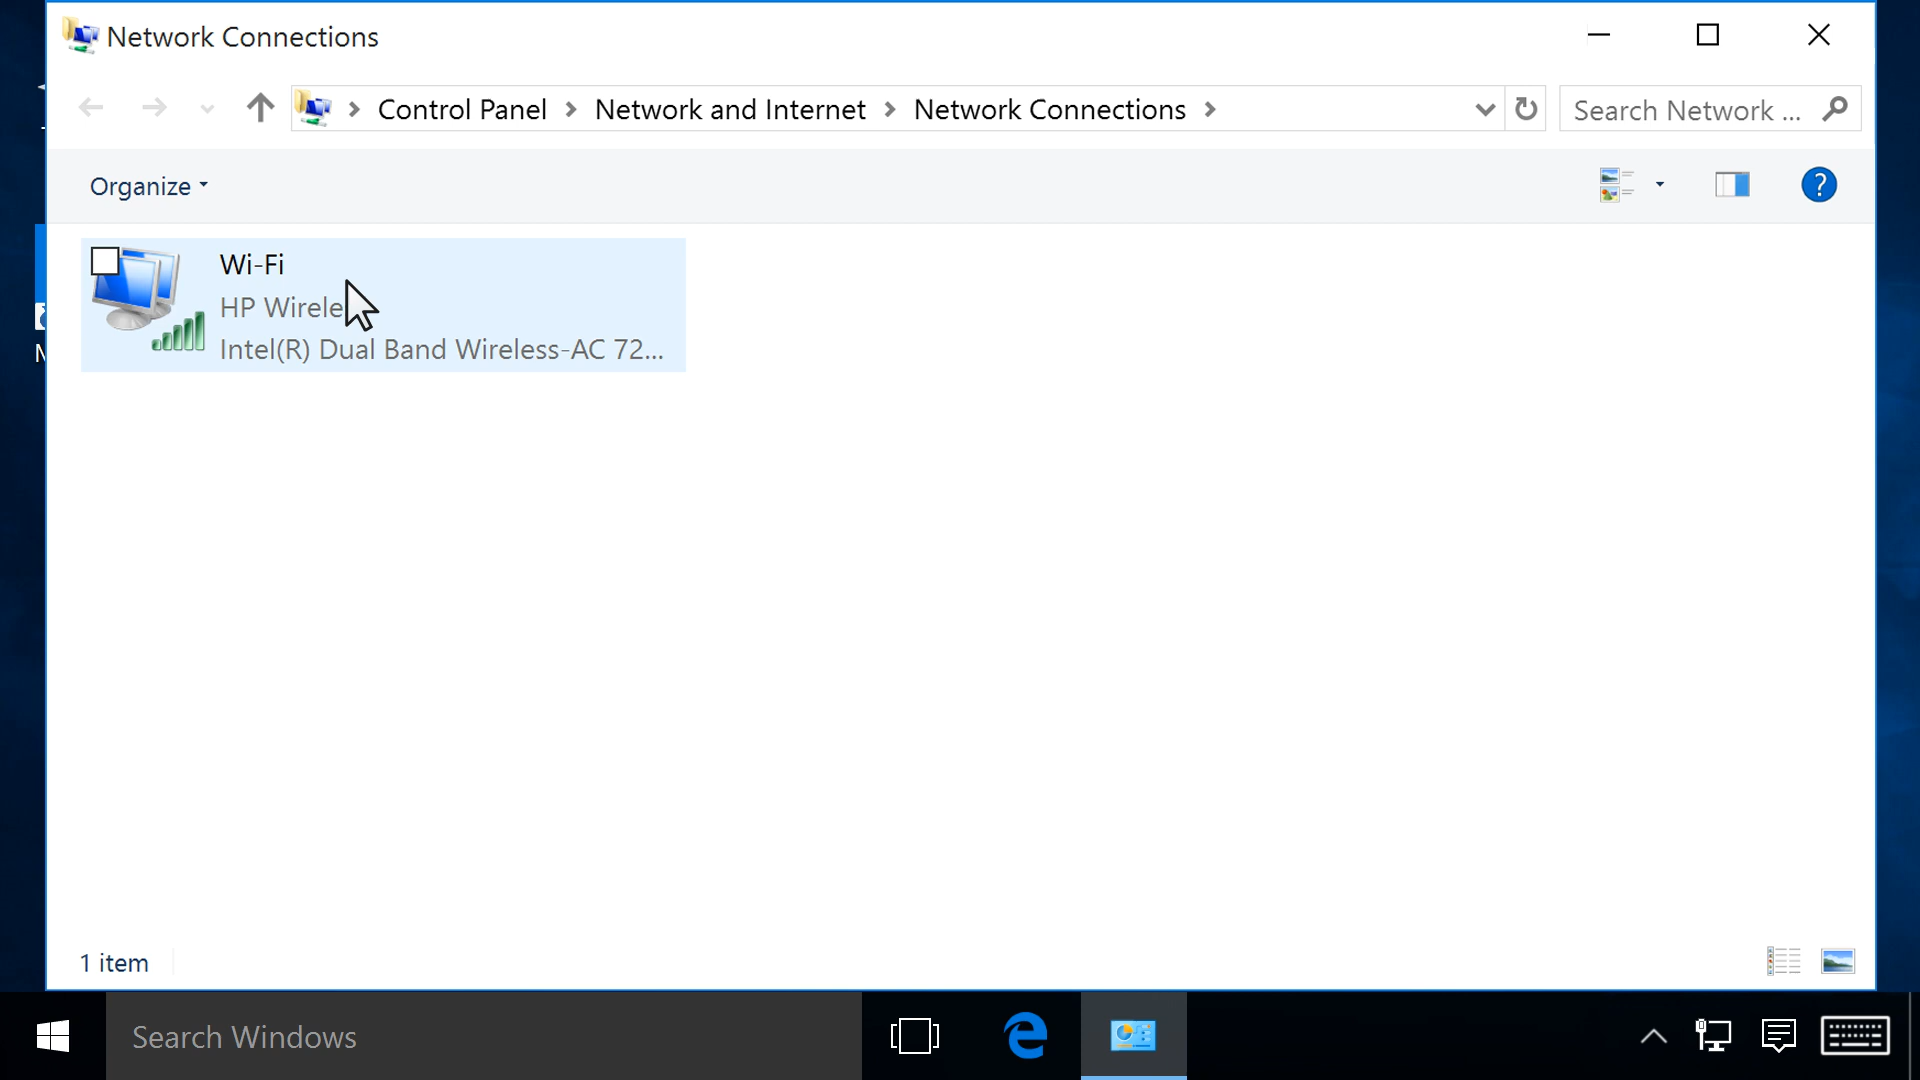 Network Connections
Control Panel Network and Internet Network Connections
Search Network ...
Organize
?
Wi-Fi
HP Wirele
Intel(R) Dual Band Wireless-AC 72...
1 item
Search Windows